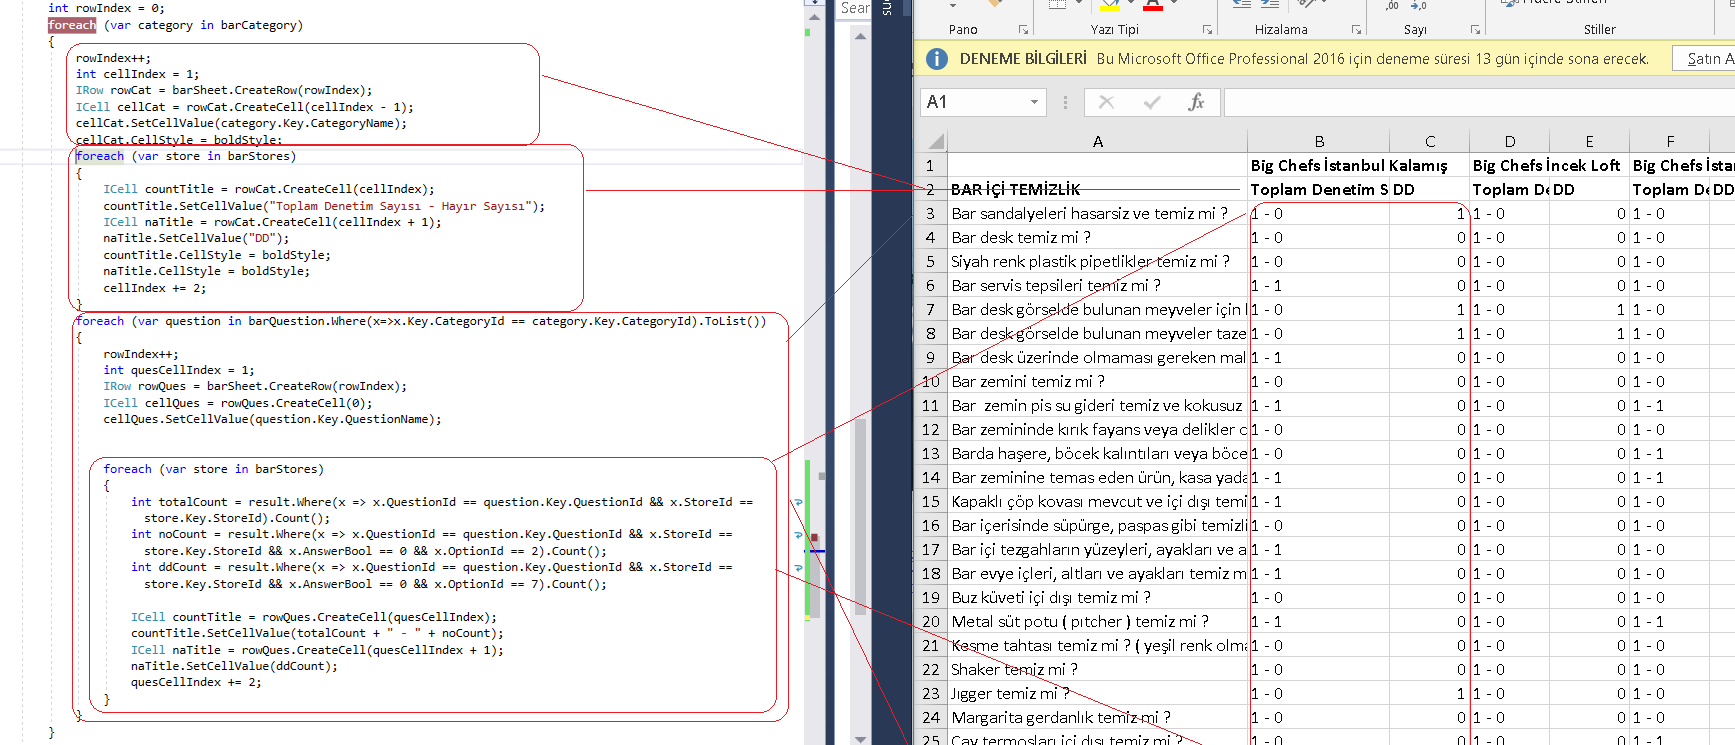 int rowIndex = 0;
foreach (var category in barCategory)
{
rowIndex++;
int cellIndex = 1;
IRow rowCat = barSheet.CreateRow(rowIndex);
ICell cellCat = rowCat.CreateCell(cellIndex - 1);
cellCat.SetCellValue(category.Key.CategoryName);
cellCat.CellStyle = boldStyle;
foreach (var store in barStores)
{
ICell countTitle = rowCat.CreateCell(cellIndex);
countTitle.SetCellValue("Toplam Denetim Sayısı - Hayır Sayısı");
ICell naTitle = rowCat.CreateCell(cellIndex + 1);
naTitle.SetCellValue("DD");
countTitle.CellStyle = boldStyle;
naTitle.CellStyle = boldStyle;
cellIndex += 2;
}
foreach (var question in barQuestion.Where(x=>x.Key.CategoryId == category.Key.CategoryId).ToList())
{
rowIndex++;
int quesCellIndex = 1;
IRow rowQues = barSheet.CreateRow(rowIndex);
ICell cellQues = rowQues.CreateCell(0);
cellQues.SetCellValue(question.Key.QuestionName);
foreach (var store in barStores)
{
int totalCount = result.Where(x => x.QuestionId == question.Key.QuestionId && x.StoreId ==
store.Key.StoreId).Count();
int noCount = result.Where(x => x.QuestionId == question.Key.QuestionId && x.StoreId ==
store.Key.StoreId && x.AnswerBool == 0 && x.OptionId == 2).Count();
int ddCount = result.Where(x => x.QuestionId == question.Key.QuestionId && x.StoreId ==
store.Key.StoreId && x.AnswerBool == 0 && x.OptionId == 7).Count();
ICell countTitle = rowQues.CreateCell(quesCellIndex);
countTitle.SetCellValue(totalCount + " - " + noCount);
ICell naTitle = rowQues.CreateCell(quesCellIndex + 1);
naTitle.SetCellValue(ddCount);
quesCellIndex += 2;
}
}
}
Sear
Pano Yazı Tipi Hizalama Sayı Stiller
DENEME BİLGİLERİ Bu Microsoft Office Professional 2016 için deneme süresi 13 gün içinde sona erecek. Satın A
A1 fx
A B C D E F
1 Big Chefs İstanbul Kalamış Big Chefs İncek Loft Big Chefs İsta
2 BAR İÇİ TEMİZLİK Toplam Denetim S DD Toplam De DD Toplam De DD
3 Bar sandalyeleri hasarsiz ve temiz mi ? 1 - 0 1 1 - 0 0 1 - 0
4 Bar desk temiz mi ? 1 - 0 0 1 - 0 0 1 - 0
5 Siyah renk plastik pipetlikler temiz mi ? 1 - 0 0 1 - 0 0 1 - 0
6 Bar servis tepsileri temiz mi ? 1 - 1 0 1 - 0 0 1 - 0
7 Bar desk görselde bulunan meyveler için 1 - 0 1 1 - 0 1 1 - 0
8 Bar desk görselde bulunan meyveler taze 1 - 0 1 1 - 0 1 1 - 0
9 Bar desk üzerinde olmaması gereken mal 1 - 1 0 1 - 0 0 1 - 0
10 Bar zemini temiz mi ? 1 - 0 0 1 - 0 0 1 - 0
11 Bar zemin pis su gideri temiz ve kokusuz 1 - 1 0 1 - 0 0 1 - 1
12 Bar zemininde kırık fayans veya delikler 1 - 0 0 1 - 0 0 1 - 0
13 Barda haşere, böcek kalıntıları veya böce 1 - 0 0 1 - 0 0 1 - 1
14 Bar zeminine temas eden ürün, kasa yada 1 - 1 0 1 - 0 0 1 - 1
15 Kapaklı çöp kovası mevcut ve içi dışı temi 1 - 1 0 1 - 0 0 1 - 0
16 Bar içerisinde süpürge, paspas gibi temizli 1 - 0 0 1 - 0 0 1 - 0
17 Bar içi tezgahların yüzeyleri, ayakları ve a 1 - 1 0 1 - 0 0 1 - 0
18 Bar evye içleri, altları ve ayakları temiz m 1 - 1 0 1 - 0 0 1 - 0
19 Buz küveti içi dışı temiz mi ? 1 - 0 0 1 - 0 0 1 - 0
20 Metal süt potu ( pıtcher ) temiz mi ? 1 - 1 0 1 - 0 0 1 - 1
21 Kesme tahtası temiz mi ? ( yeşil renk olma 1 - 0 0 1 - 0 0 1 - 0
22 Shaker temiz mi ? 1 - 0 0 1 - 0 0 1 - 0
23 Jıgger temiz mi ? 1 - 0 1 1 - 0 0 1 - 0
24 Margarita gerdanlık temiz mi ? 1 - 0 0 1 - 0 0 1 - 0
25 Çay termosları içi dışı temiz mi ? 1 - 0 0 1 - 0 0 1 - 1